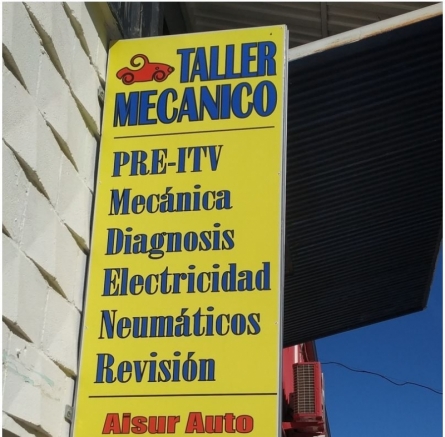 TALLER
MECANICO
PRE-ITV
Mecánica
Diagnosis
Electricidad
Neumáticos
Revisión
Aisur Auto